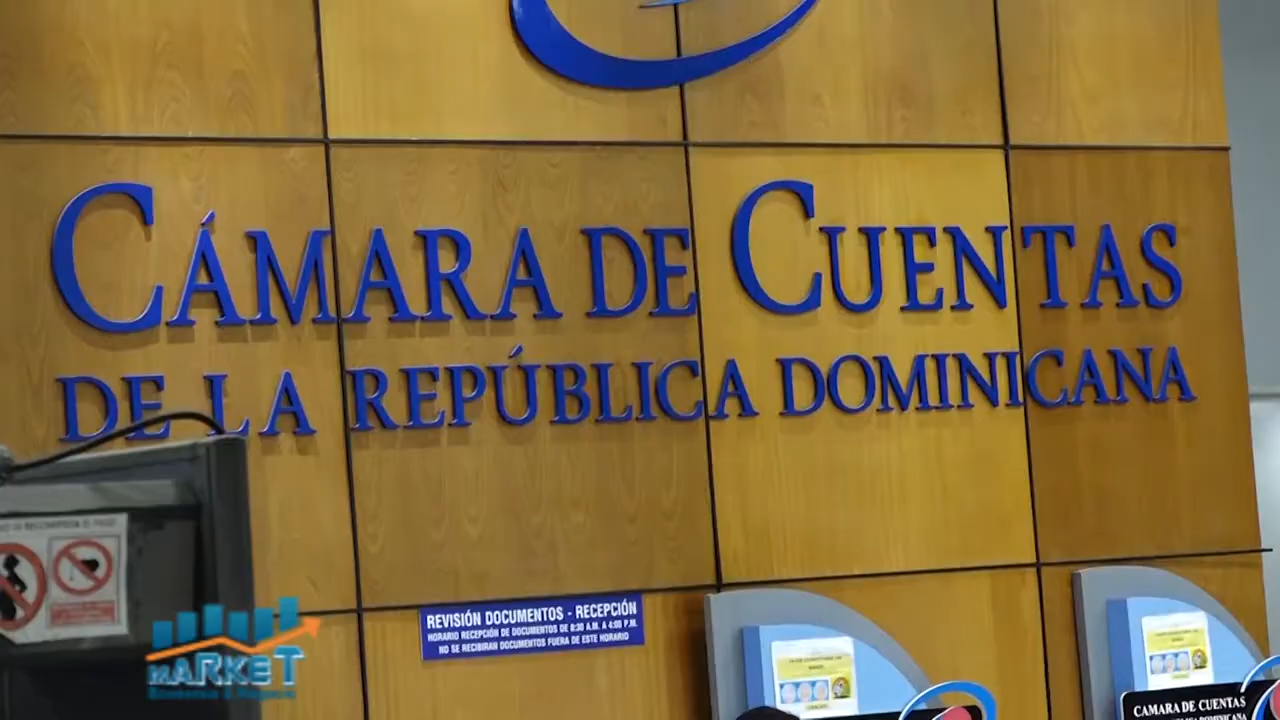 CÁMARA DE CUENTAS
DE LA REPÚBLICA DOMINICANA
REVISIÓN DOCUMENTOS - RECEPCIÓN
HORARIO RECEPCIÓN DE DOCUMENTOS DE 8:30 A.M. A 4:00 P.M.
NO SE RECIBIRAN DOCUMENTOS FUERA DE ESTE HORARIO
MARKET
CAMARA DE CUENTAS